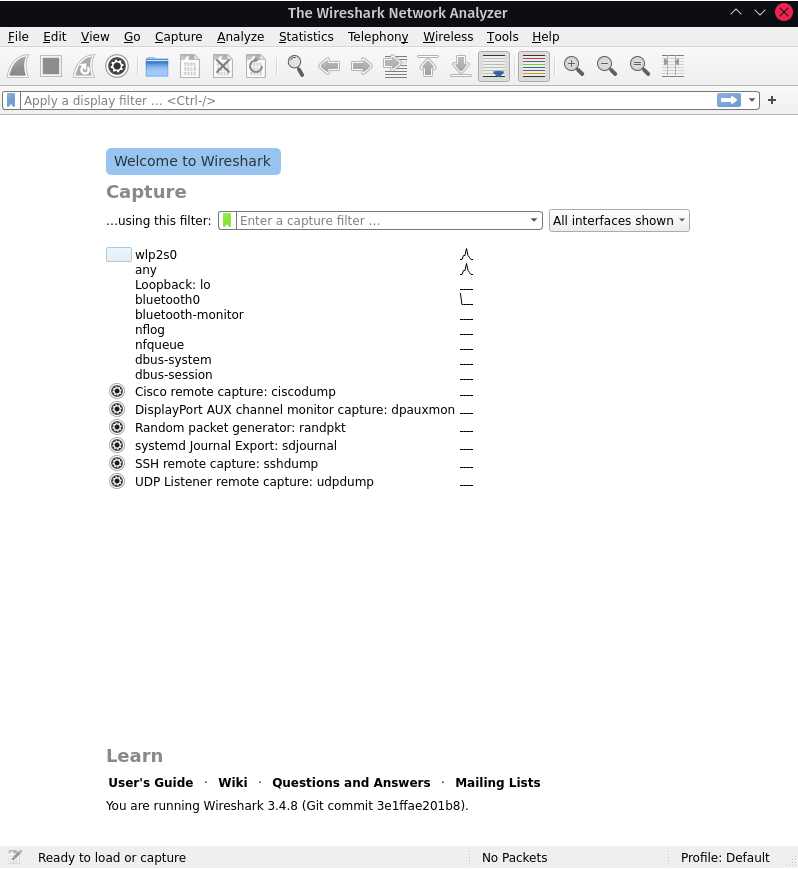 The Wireshark Network Analyzer
File Edit View Go Capture Analyze Statistics Telephony Wireless Tools Help
Apply a display filter … <Ctrl-/>
+
Welcome to Wireshark
Capture
…using this filter: Enter a capture filter … All interfaces shown
wlp2s0
any
Loopback: lo
bluetooth0
bluetooth-monitor
nflog
nfqueue
dbus-system
dbus-session
Cisco remote capture: ciscodump
DisplayPort AUX channel monitor capture: dpauxmon
Random packet generator: randpkt
systemd Journal Export: sdjournal
SSH remote capture: sshdump
UDP Listener remote capture: udpdump
Learn
User's Guide · Wiki · Questions and Answers · Mailing Lists
You are running Wireshark 3.4.8 (Git commit 3e1ffae201b8).
Ready to load or capture No Packets Profile: Default